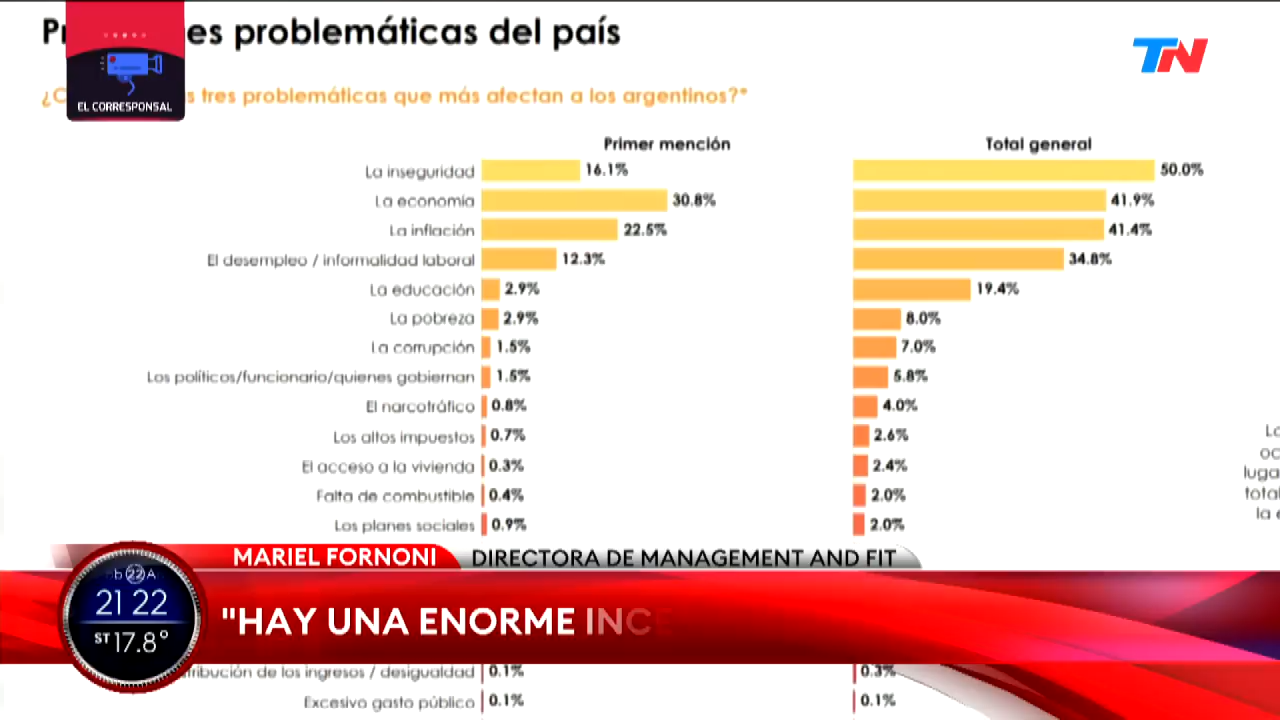 es problemáticas del país
TN
EL CORRESPONSAL
s tres problemáticas que más afectan a los argentinos?*
Primer mención Total general
La inseguridad 16.1% 50.0%
La economía 30.8% 41.9%
La inflación 22.5% 41.4%
El desempleo / informalidad laboral 12.3% 34.8%
La educación 2.9% 19.4%
La pobreza 2.9% 8.0%
La corrupción 1.5% 7.0%
Los políticos/funcionario/quienes gobiernan 1.5% 5.8%
El narcotráfico 0.8% 4.0%
Los altos impuestos 0.7% 2.6%
El acceso a la vivienda 0.3% 2.4%
Falta de combustible 0.4% 2.0%
Los planes sociales 0.9% 2.0%
luga
total
la e
MARIEL FORNONI DIRECTORA DE MANAGEMENT AND FIT
21 22
ST 17.8°
"HAY UNA ENORME INC
tribución de los ingresos / desigualdad 0.1% 0.3%
Excesivo gasto público 0.1% 0.1%